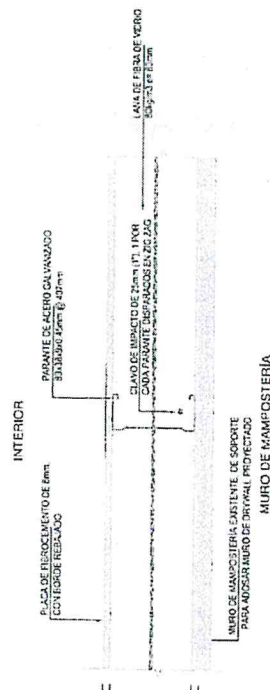 INTERIOR
PLACA DE FIBROCEMENTO DE 8mm
CON BORDE REBAJADO
PARANTE DE ACERO GALVANIZADO
CLAVO DE IMPACTO DE 25mm (1"), 1 POR
CADA PARANTE DISPARADOS EN ZIG ZAG
LANA DE FIBRA DE VIDRIO
MURO DE MAMPOSTERÍA EXISTENTE, DE SOPORTE
PARA ADOSAR MURO DE DRYWALL PROYECTADO
MURO DE MAMPOSTERÍA